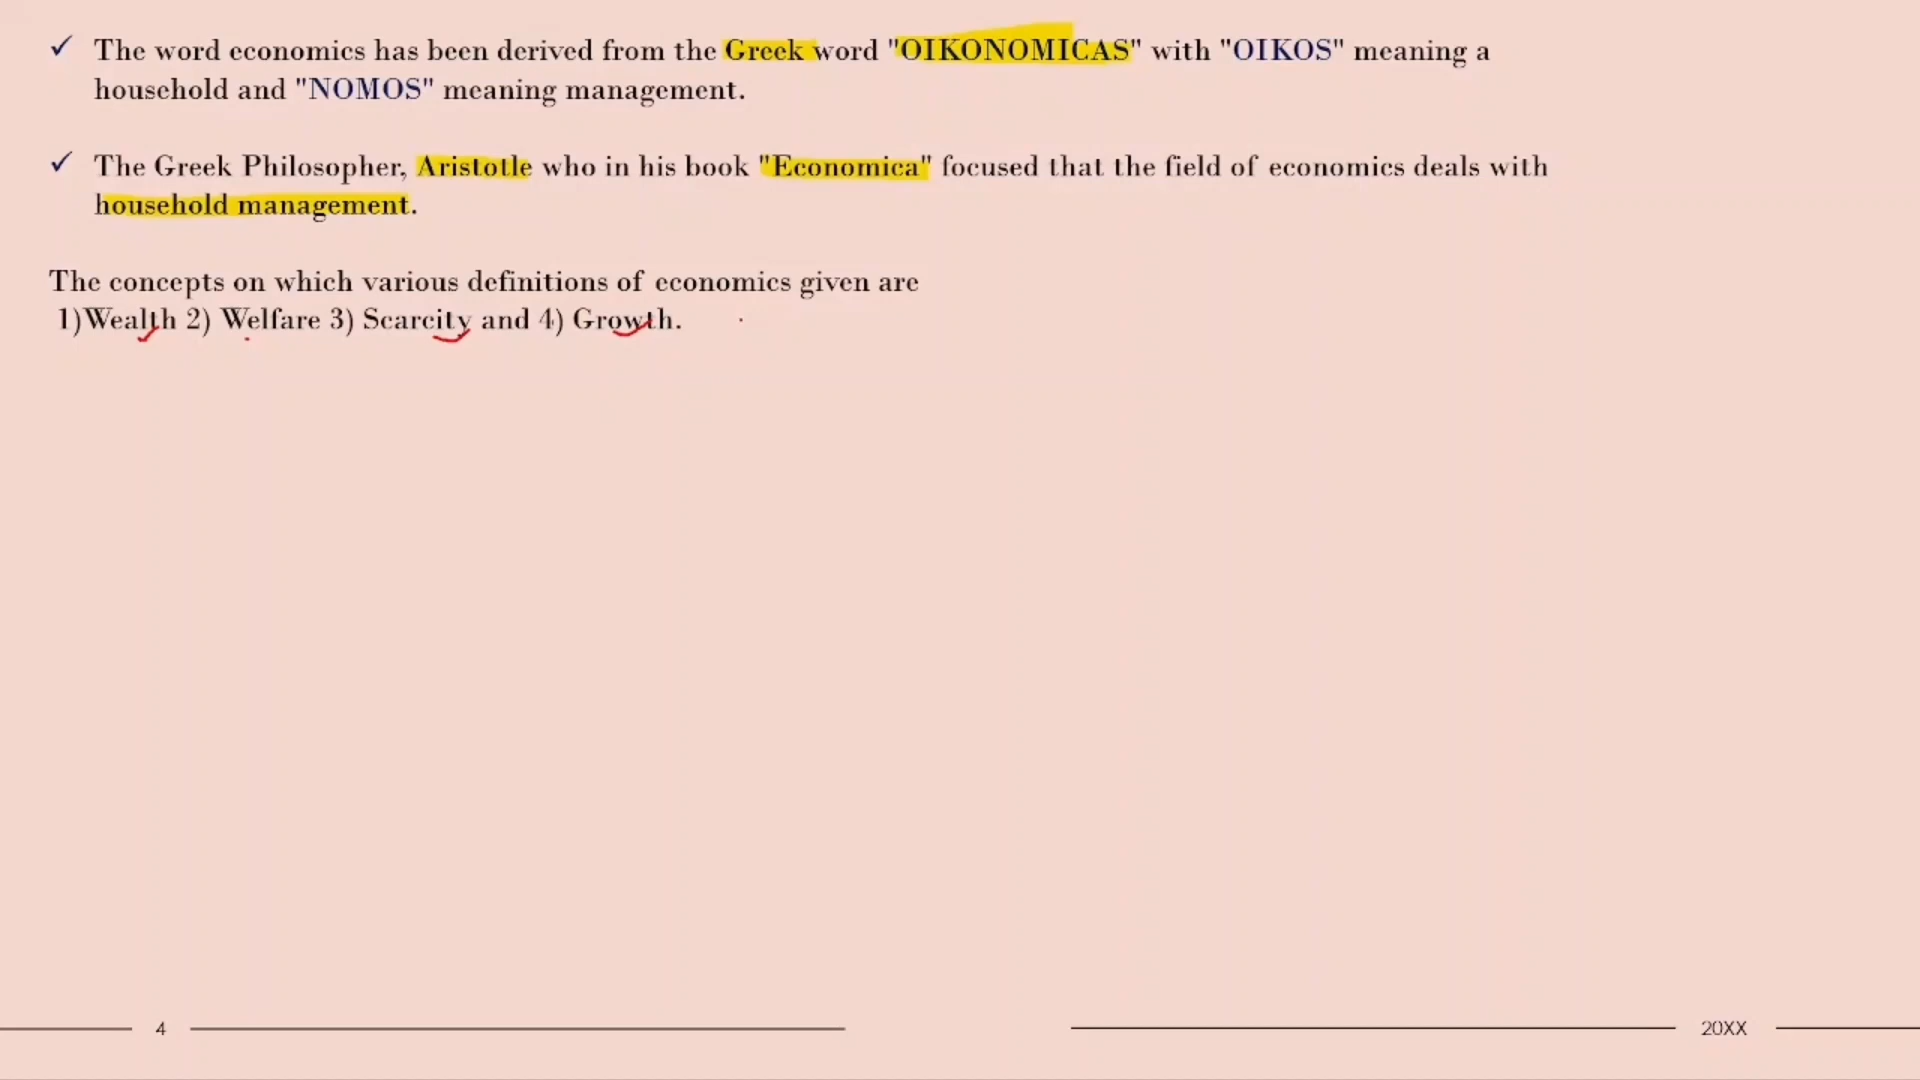 ✓ The word economics has been derived from the Greek word "OIKONOMICAS" with "OIKOS" meaning a
household and "NOMOS" meaning management.
✓ The Greek Philosopher, Aristotle who in his book "Economica" focused that the field of economics deals with
household management.
The concepts on which various definitions of economics given are
1)Wealth 2) Welfare 3) Scarcity and 4) Growth.
4
20XX